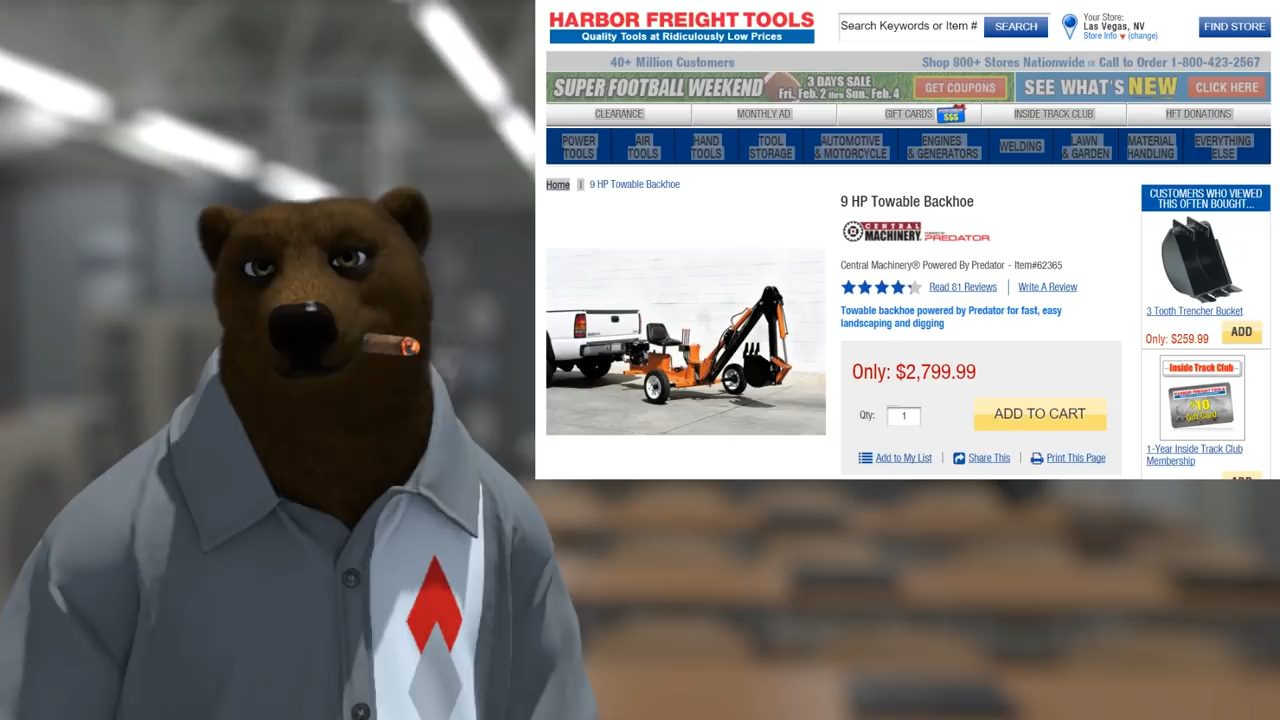 HARBOR FREIGHT TOOLS
Quality Tools at Ridiculously Low Prices
Search Keywords or Item #
SEARCH
Your Store:
Las Vegas, NV
Store Info (change)
FIND STORE
40+ Million Customers
Shop 800+ Stores Nationwide or Call to Order 1-800-423-2567
SUPER FOOTBALL WEEKEND
3 DAYS SALE
Fri., Feb. 2 thru Sun., Feb. 4
GET COUPONS
SEE WHAT'S NEW
CLICK HERE
CLEARANCE
MONTHLY AD
GIFT CARDS
$$$
INSIDE TRACK CLUB
HFT DONATIONS
POWER
TOOLS
AIR
TOOLS
HAND
TOOLS
TOOL
STORAGE
AUTOMOTIVE
& MOTORCYCLE
ENGINES
& GENERATORS
WELDING
LAWN
& GARDEN
MATERIAL
HANDLING
EVERYTHING
ELSE
Home | 9 HP Towable Backhoe
9 HP Towable Backhoe
CENTRAL
MACHINERY
POWERED BY
PREDATOR
Central Machinery® Powered By Predator - Item#62365
Read 81 Reviews | Write A Review
Towable backhoe powered by Predator for fast, easy
landscaping and digging
Only: $2,799.99
Qty:
1
ADD TO CART
Add to My List | Share This | Print This Page
CUSTOMERS WHO VIEWED
THIS OFTEN BOUGHT...
3 Tooth Trencher Bucket
Only: $259.99
ADD
Inside Track Club
HARBOR FREIGHT TOOLS
$10
Gift Card
1-Year Inside Track Club
Membership